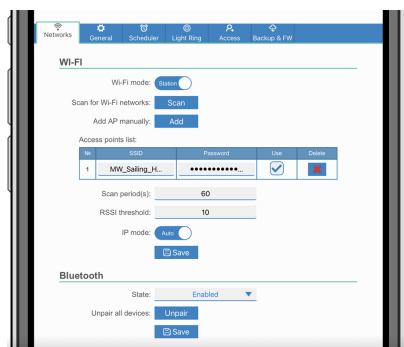 Networks
General
Scheduler
Light Ring
Access
Backup & FW
WI-FI
Wi-Fi mode: Station
Scan for Wi-Fi networks: Scan
Add AP manually: Add
Access points list:
№ SSID Password Use Delete
1 MW_Sailing_H... ●●●●●●●●●●●...
Scan period(s): 60
RSSI threshold: 10
IP mode: Auto
Save
Bluetooth
State: Enabled
Unpair all devices: Unpair
Save